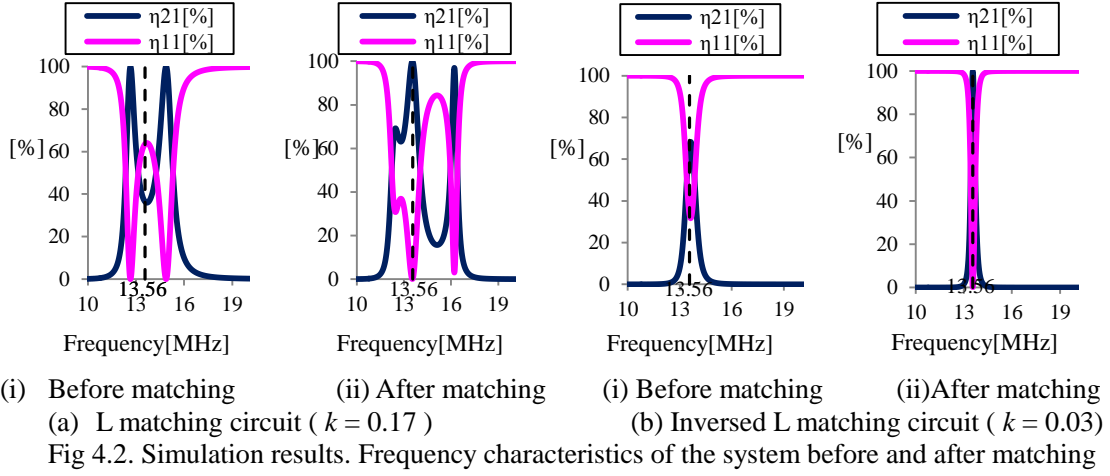 η21[%]
η11[%]
η21[%]
η11[%]
η21[%]
η11[%]
η21[%]
η11[%]
100
80
60
40
20
0
[%]
13.56
10 13 16 19
Frequency[MHz]
100
80
60
40
20
0
[%]
13.56
10 13 16 19
Frequency[MHz]
100
80
60
40
20
0
[%]
13.56
10 13 16 19
Frequency[MHz]
100
80
60
40
20
0
[%]
13.56
10 13 16 19
Frequency[MHz]
(i) Before matching
(ii) After matching
(i) Before matching
(ii)After matching
(a) L matching circuit ( k = 0.17 )
(b) Inversed L matching circuit ( k = 0.03)
Fig 4.2. Simulation results. Frequency characteristics of the system before and after matching